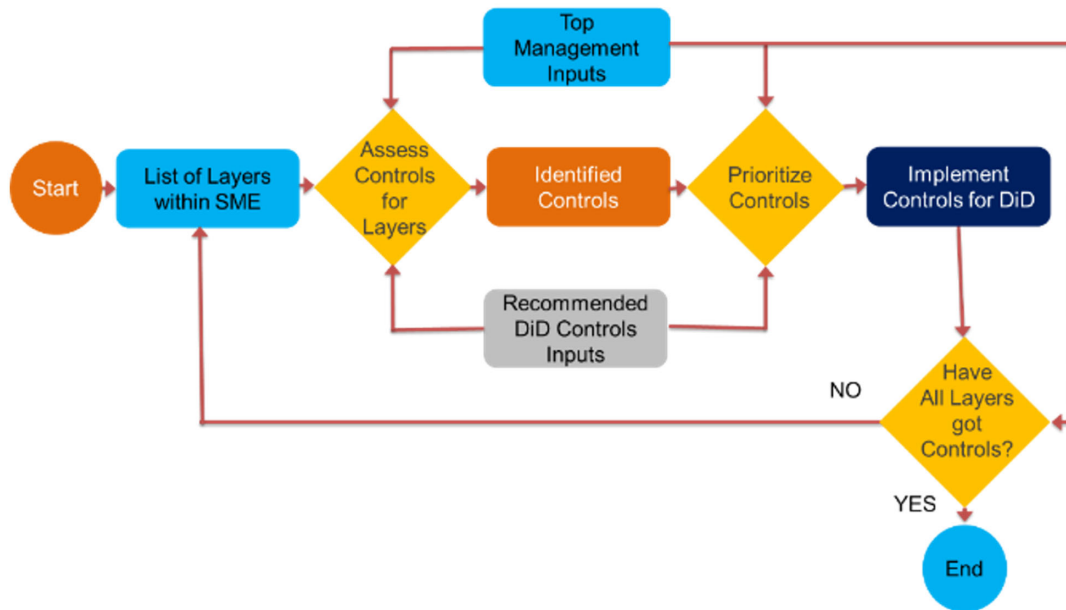 Top
Management
Inputs
Start
List of Layers
within SME
Assess
Controls
for
Layers
Identified
Controls
Prioritize
Controls
Implement
Controls for DiD
Recommended
DiD Controls
Inputs
NO
Have
All Layers
got
Controls?
YES
End